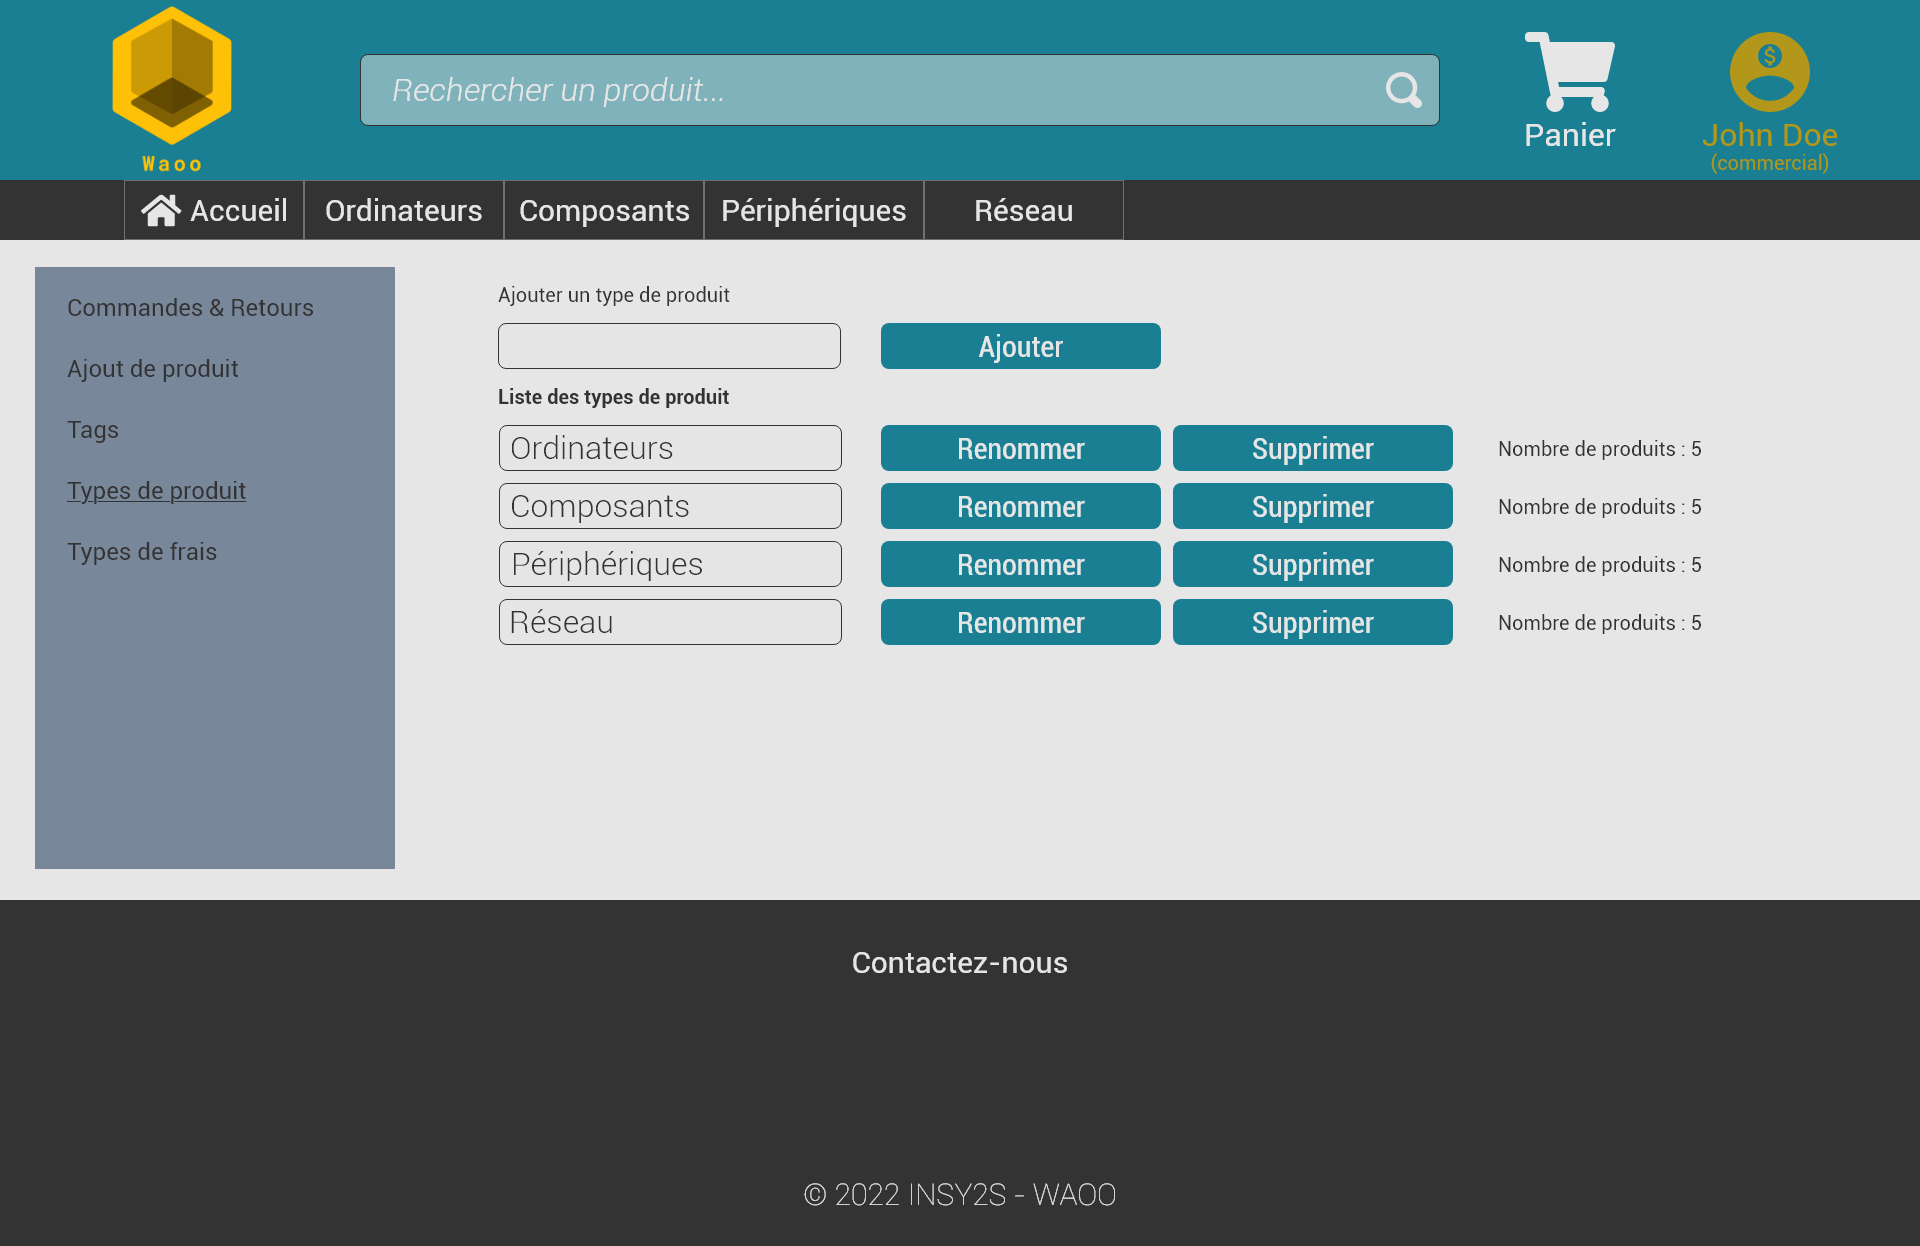 Waoo
Rechercher un produit...
Panier
John Doe
(commercial)
Accueil Ordinateurs Composants Périphériques Réseau
Commandes & Retours
Ajout de produit
Tags
Types de produit
Types de frais
Ajouter un type de produit
Ajouter
Liste des types de produit
Ordinateurs Renommer Supprimer Nombre de produits : 5
Composants Renommer Supprimer Nombre de produits : 5
Périphériques Renommer Supprimer Nombre de produits : 5
Réseau Renommer Supprimer Nombre de produits : 5
Contactez-nous
© 2022 INSY2S - WAOO